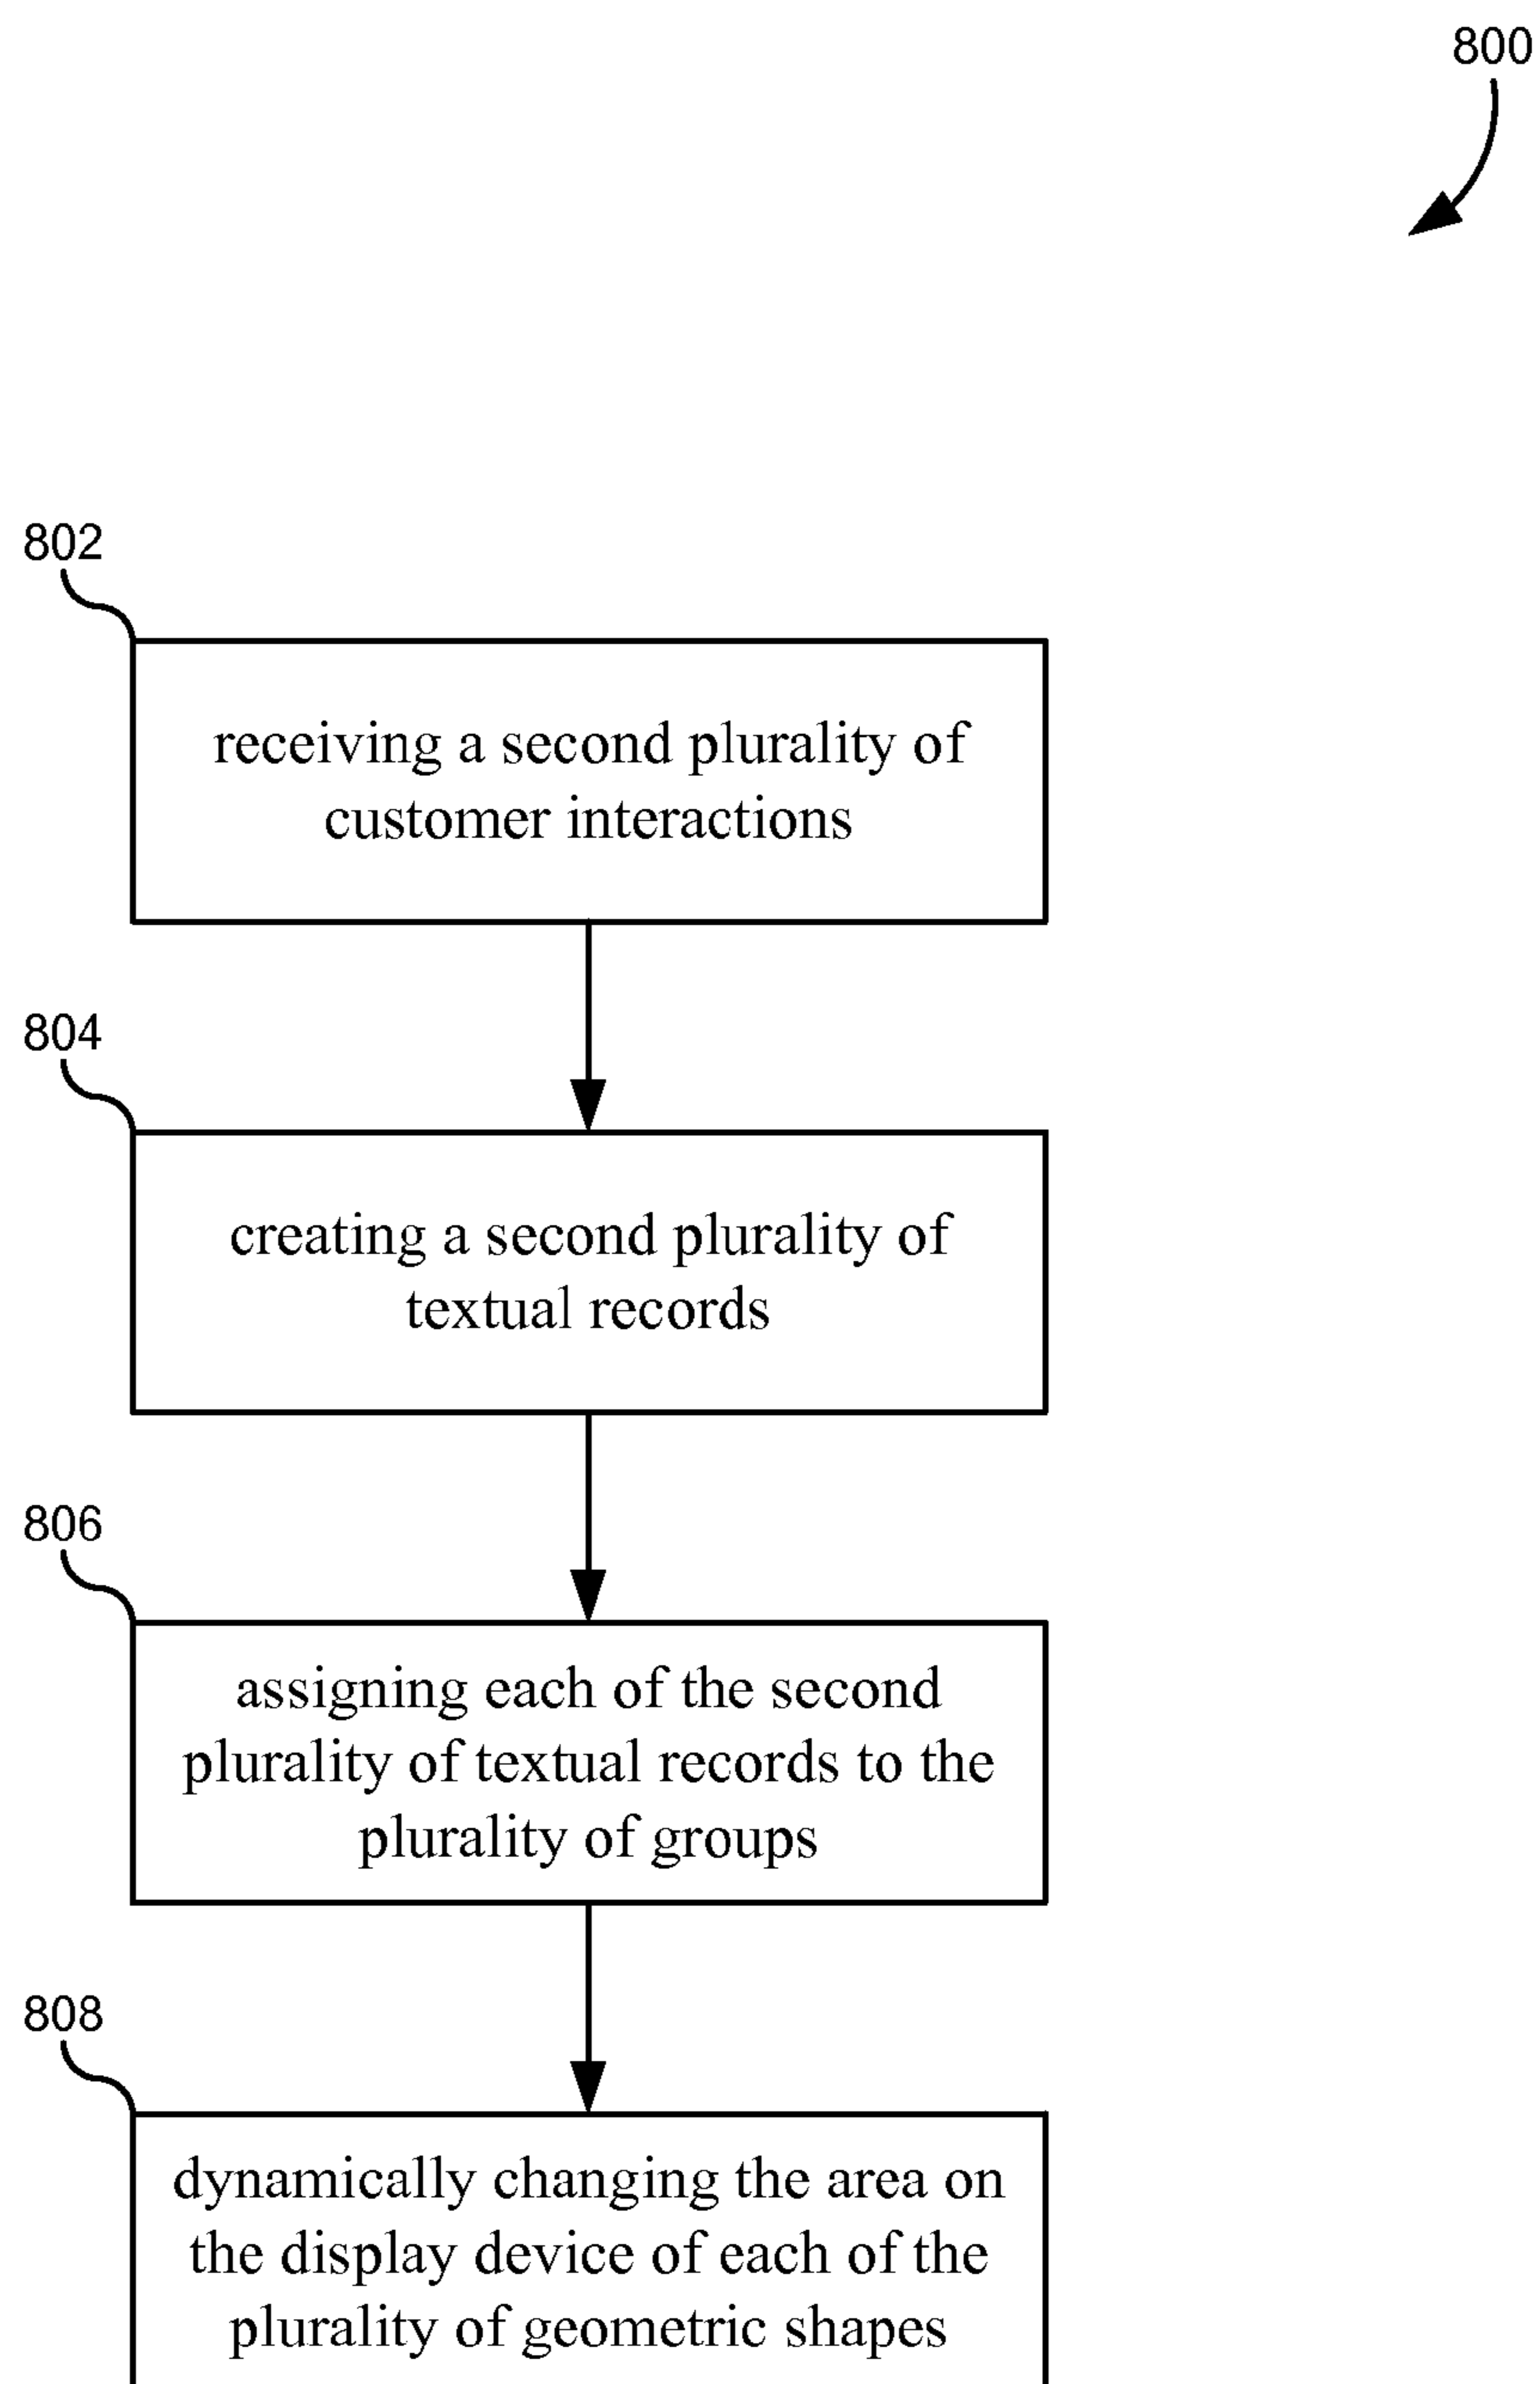 800
802
receiving a second plurality of
customer interactions
804
creating a second plurality of
textual records
806
assigning each of the second
plurality of textual records to the
plurality of groups
808
dynamically changing the area on
the display device of each of the
plurality of geometric shapes